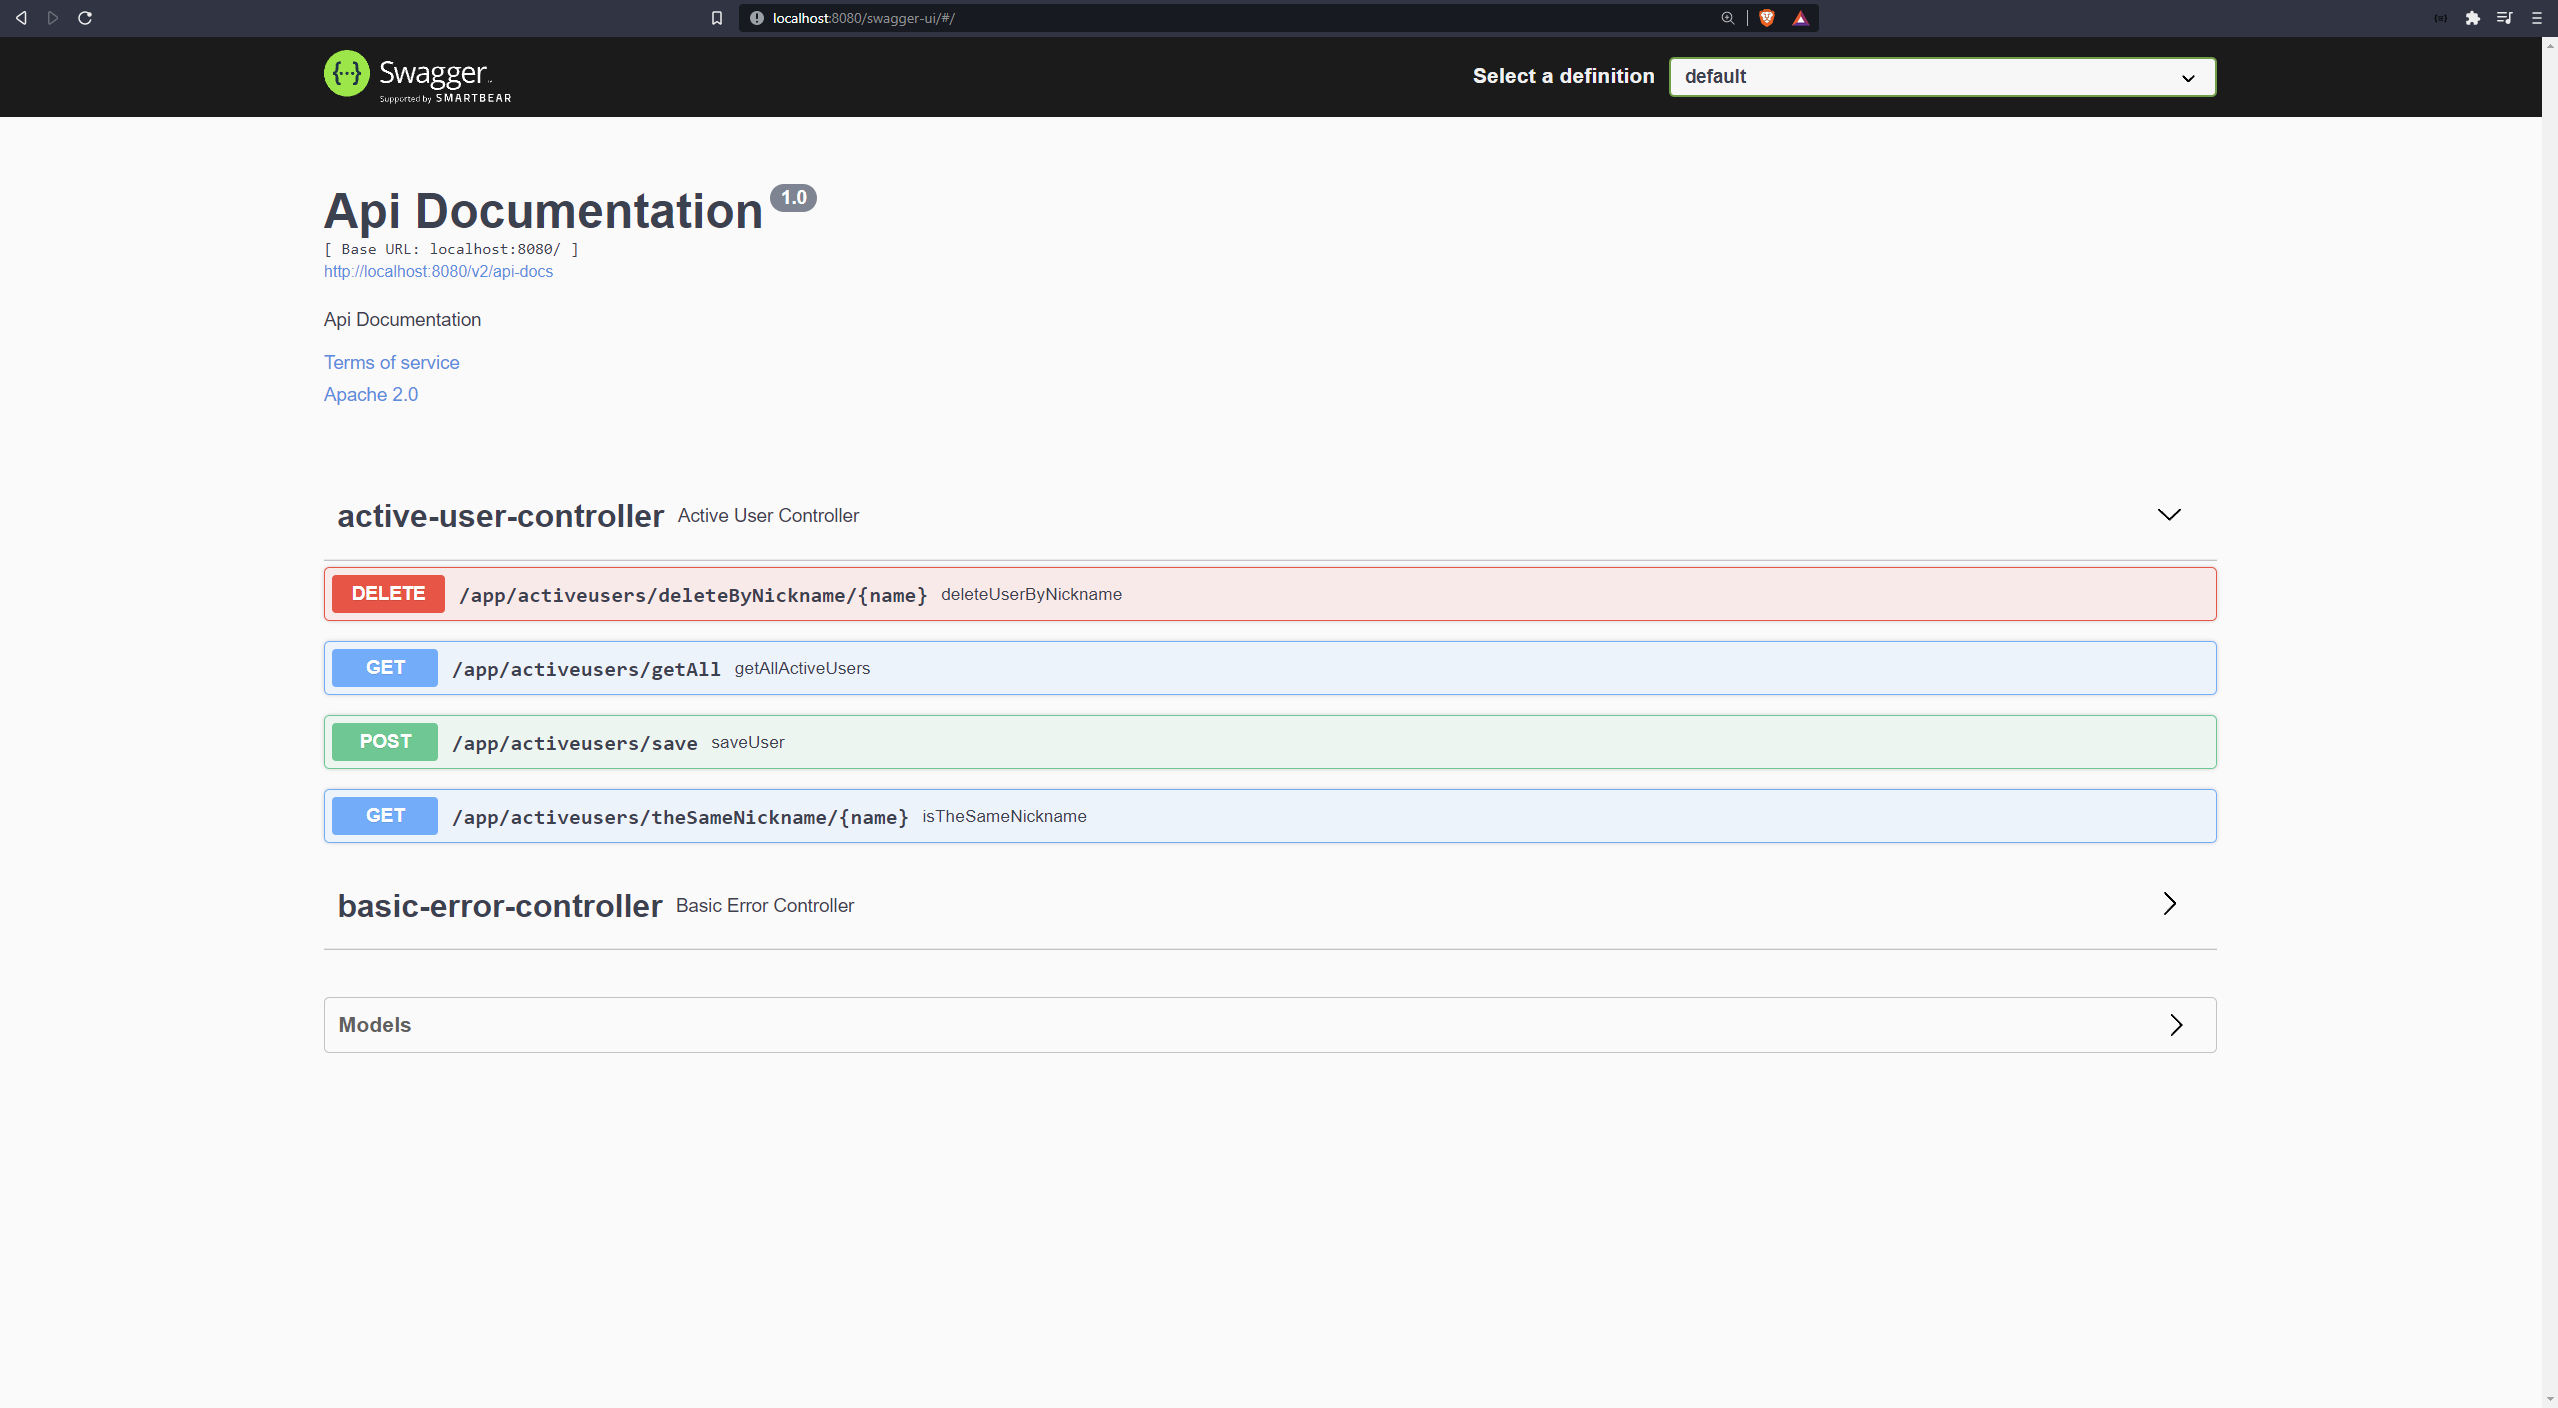 localhost:8080/swagger-ui/#/
{...} Swagger
Supported by SMARTBEAR
Select a definition
default
Api Documentation 1.0
[ Base URL: localhost:8080/ ]
http://localhost:8080/v2/api-docs
Api Documentation
Terms of service
Apache 2.0
active-user-controller Active User Controller
DELETE /app/activeusers/deleteByNickname/{name} deleteUserByNickname
GET /app/activeusers/getAll getAllActiveUsers
POST /app/activeusers/save saveUser
GET /app/activeusers/theSameNickname/{name} isTheSameNickname
basic-error-controller Basic Error Controller
Models